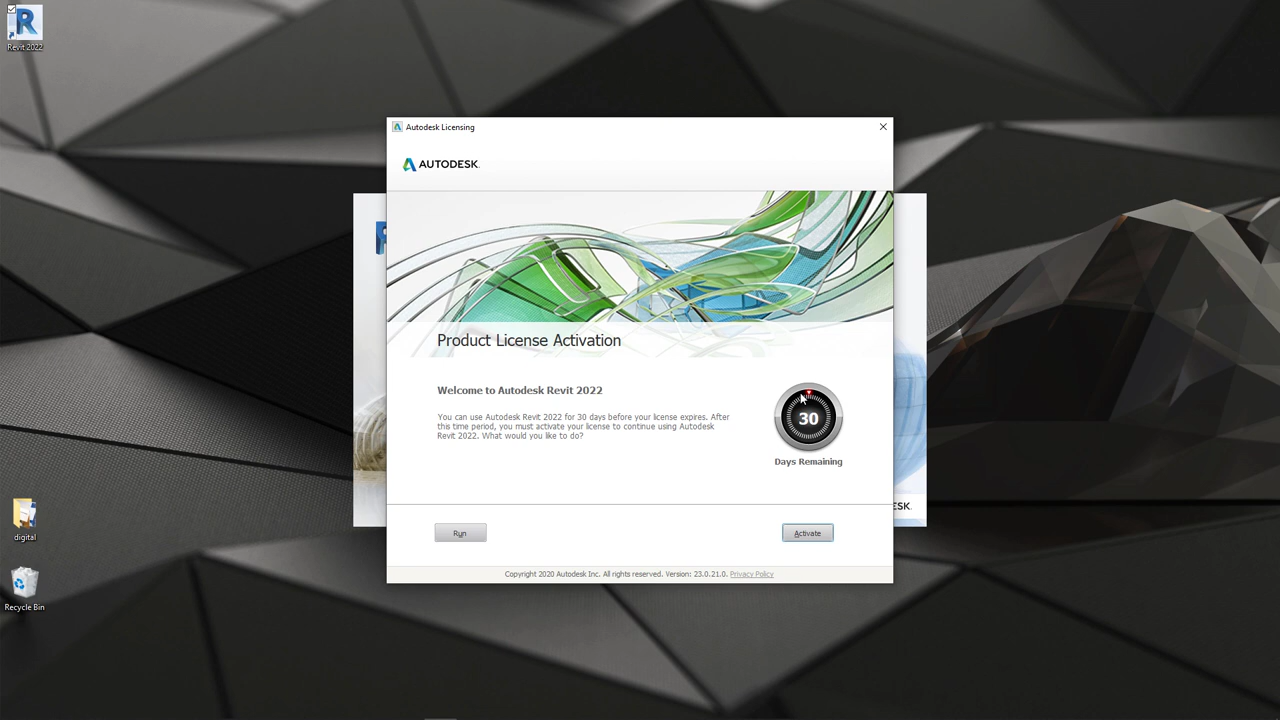 Revit 2022
Autodesk Licensing
AUTODESK.
Product License Activation
Welcome to Autodesk Revit 2022
You can use Autodesk Revit 2022 for 30 days before your license expires. After
this time period, you must activate your license to continue using Autodesk
Revit 2022. What would you like to do?
30
Days Remaining
ESK.
Run
Activate
digital
Copyright 2020 Autodesk Inc. All rights reserved. Version: 23.0.21.0. Privacy Policy
Recycle Bin